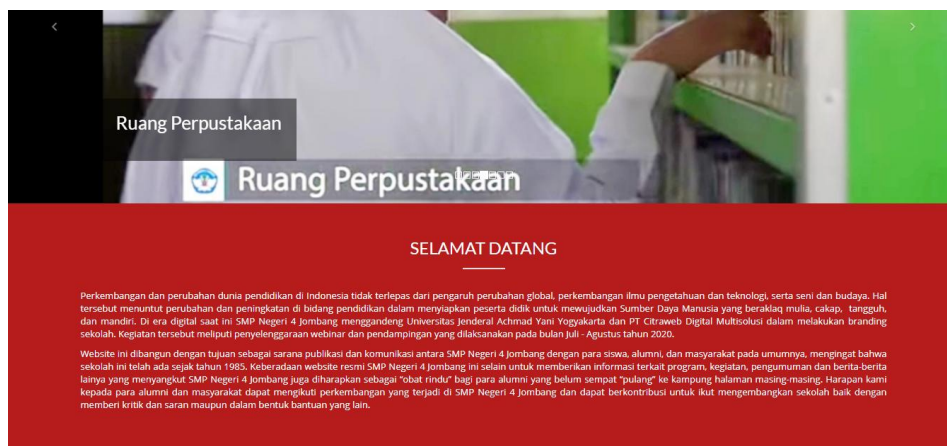 Ruang Perpustakaan
Ruang Perpustakaan
SELAMAT DATANG
Perkembangan dan perubahan dunia pendidikan di Indonesia tidak terlepas dari pengaruh perubahan global, perkembangan ilmu pengetahuan dan teknologi, serta seni dan budaya. Hal
tersebut menuntut perubahan dan peningkatan di bidang pendidikan dalam menyiapkan peserta didik untuk mewujudkan Sumber Daya Manusia yang beraklaq mulia, cakap, tangguh,
dan mandiri. Di era digital saat ini SMP Negeri 4 Jombang menggandeng Universitas Jenderal Achmad Yani Yogyakarta dan PT Citraweb Digital Multisolusi dalam melakukan branding
sekolah. Kegiatan tersebut meliputi penyelenggaraan webinar dan pendampingan yang dilaksanakan pada bulan Juli - Agustus tahun 2020.
Website ini dibangun dengan tujuan sebagai sarana publikasi dan komunikasi antara SMP Negeri 4 Jombang dengan para siswa, alumni, dan masyarakat pada umumnya, mengingat bahwa
sekolah ini telah ada sejak tahun 1985. Keberadaan website resmi SMP Negeri 4 Jombang ini selain untuk memberikan informasi terkait program, kegiatan, pengumuman dan berita-berita
lainya yang menyangkut SMP Negeri 4 Jombang juga diharapkan sebagai “obat rindu” bagi para alumni yang belum sempat “pulang” ke kampung halaman masing-masing. Harapan kami
kepada para alumni dan masyarakat dapat mengikuti perkembangan yang terjadi di SMP Negeri 4 Jombang dan dapat berkontribusi untuk ikut mengembangkan sekolah baik dengan
memberi kritik dan saran maupun dalam bentuk bantuan yang lain.